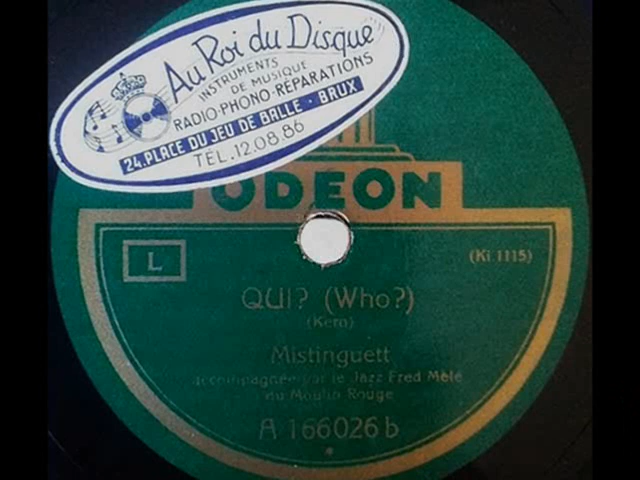 Au Roi du Disque
INSTRUMENTS
DE MUSIQUE
RADIO-PHONO-RÉPARATIONS
24, PLACE DU JEU DE BALLE · BRUX
TÉL. 12.08.86
ODEON
L
(Ki 1115)
QUI? (Who?)
(Kern)
Mistinguett
accompagnée par le Jazz Fred Mélé
du Moulin Rouge
A 166026 b